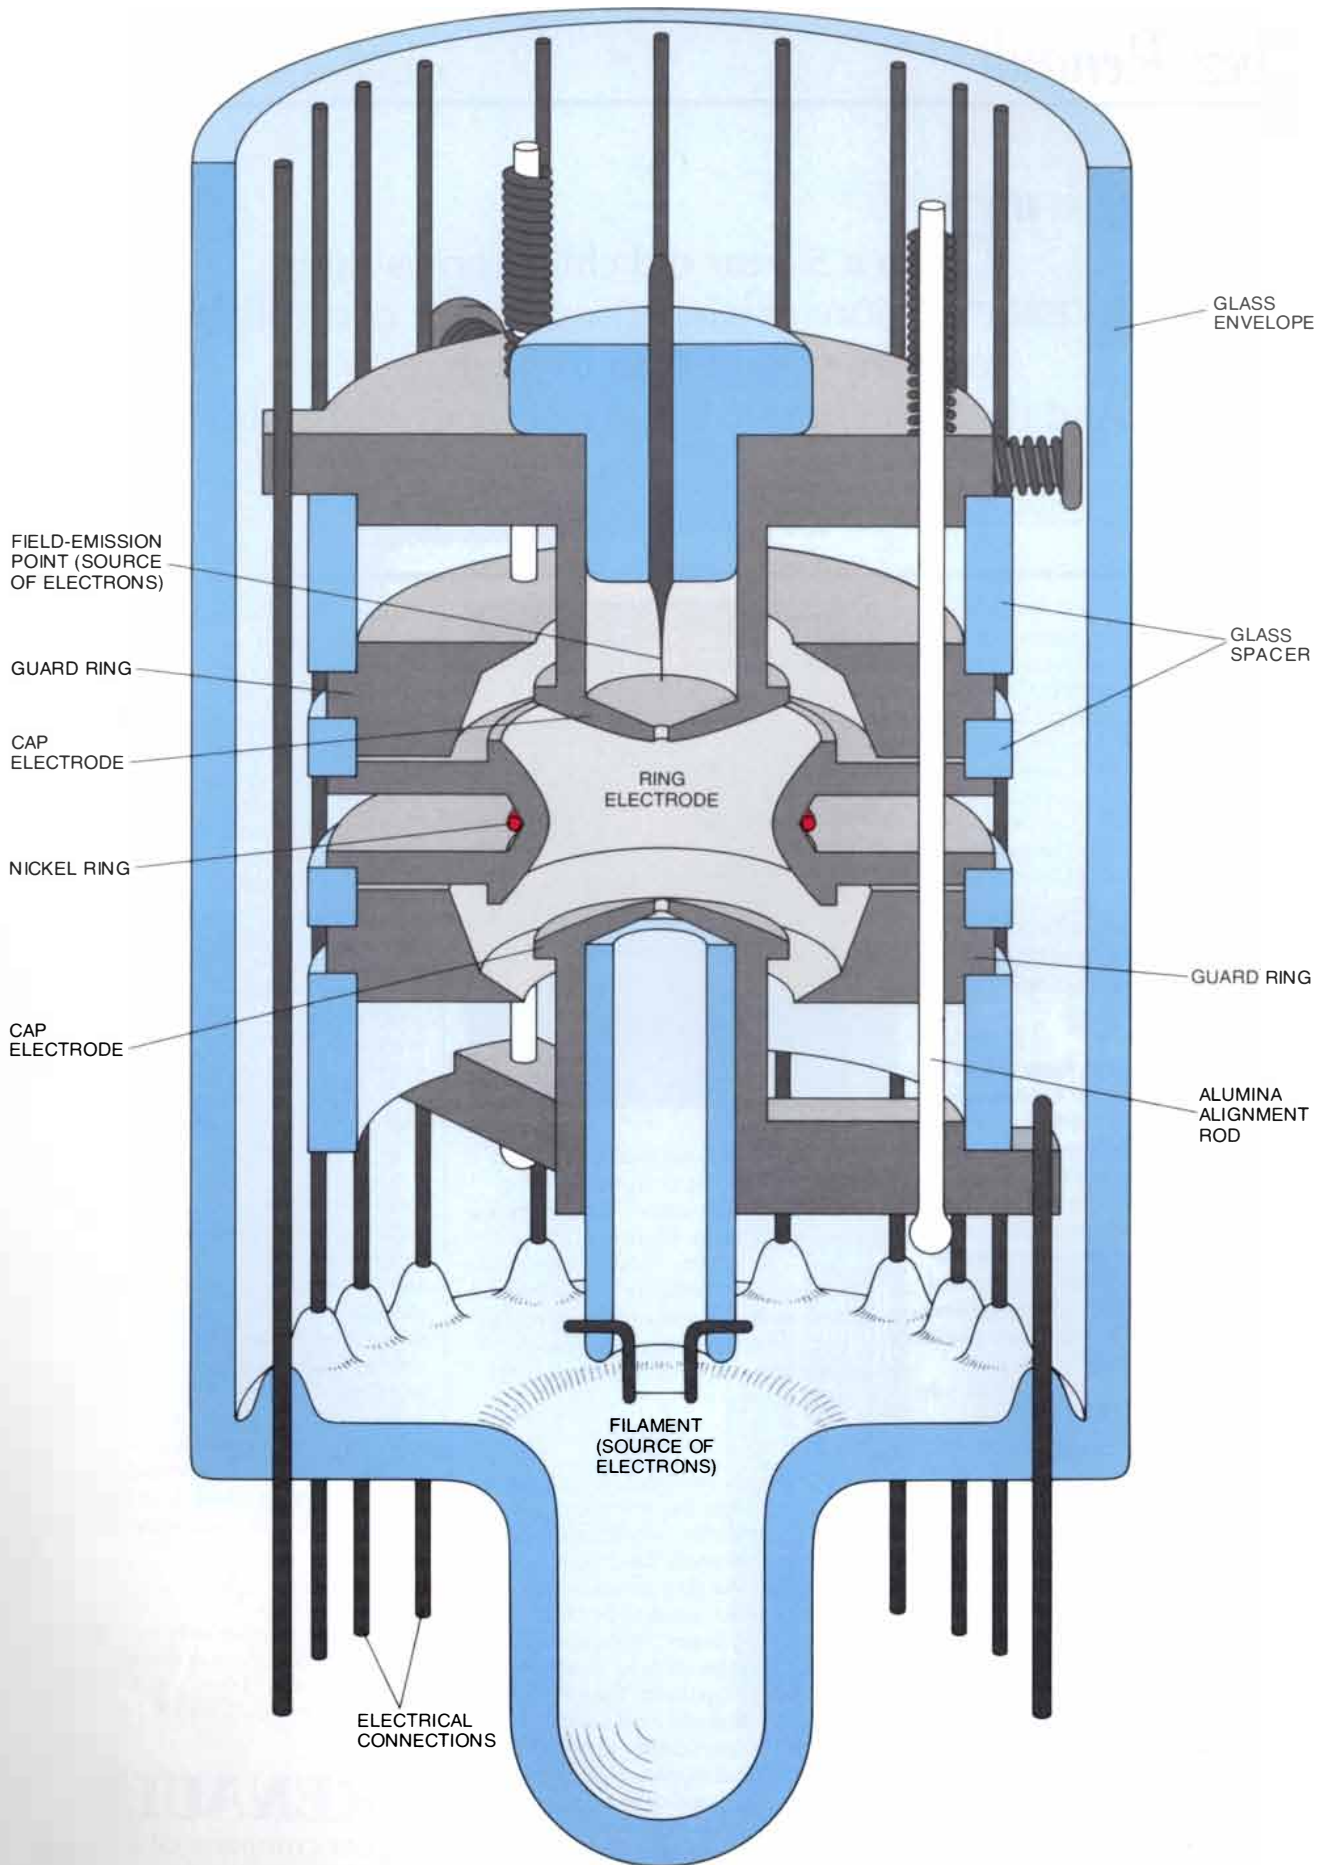 GLASS
ENVELOPE
FIELD-EMISSION
POINT (SOURCE
OF ELECTRONS)
GLASS
SPACER
GUARD RING
CAP
ELECTRODE
RING
ELECTRODE
NICKEL RING
GUARD RING
CAP
ELECTRODE
ALUMINA
ALIGNMENT
ROD
FILAMENT
(SOURCE OF
ELECTRONS)
ELECTRICAL
CONNECTIONS